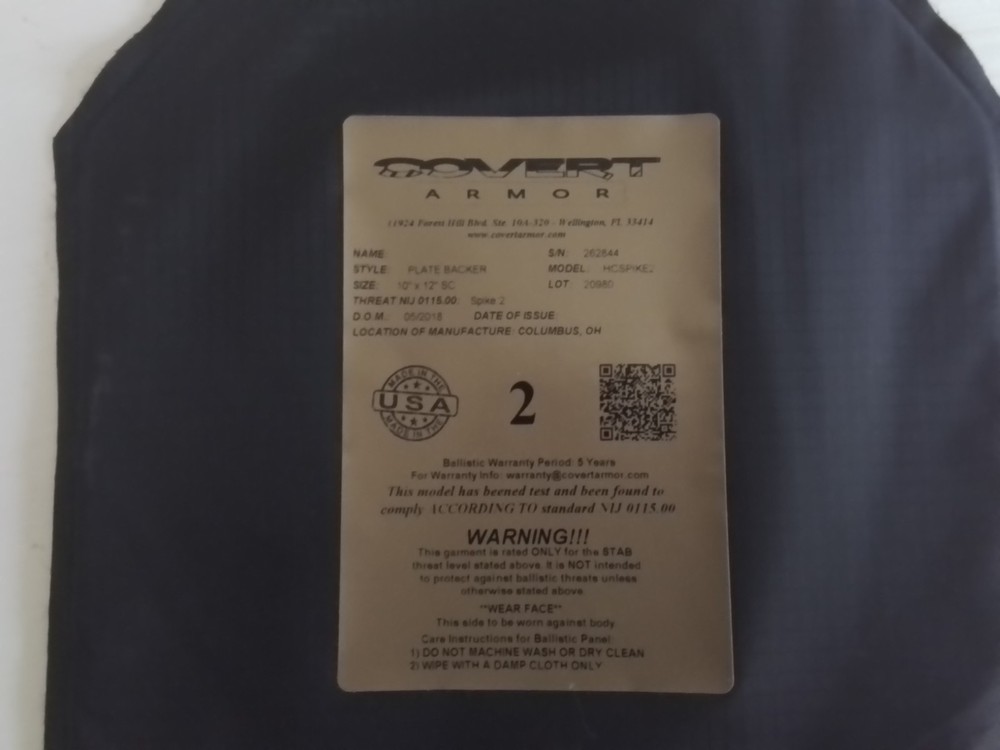 COVERT
ARMOR
11924 Forest Hill Blvd. Ste. 10A-320 - Wellington, FL 33414
www.covertarmor.com
NAME: S/N: 262644
STYLE: PLATE BACKER MODEL: HCSPIKE2
SIZE: 10" x 12" SC LOT: 20980
THREAT NIJ 0115.00: Spike 2
D.O.M.: 05/2018 DATE OF ISSUE:
LOCATION OF MANUFACTURE: COLUMBUS, OH
MADE IN THE
USA
MADE IN THE
2
Ballistic Warranty Period: 5 Years
For Warranty Info: warranty@covertarmor.com
This model has beened test and been found to
comply ACCORDING TO standard NIJ 0115.00
WARNING!!!
This garment is rated ONLY for the STAB
threat level stated above. It is NOT intended
to protect against ballistic threats unless
otherwise stated above.
**WEAR FACE**
This side to be worn against body.
Care Instructions for Ballistic Panel:
1) DO NOT MACHINE WASH OR DRY CLEAN
2) WIPE WITH A DAMP CLOTH ONLY